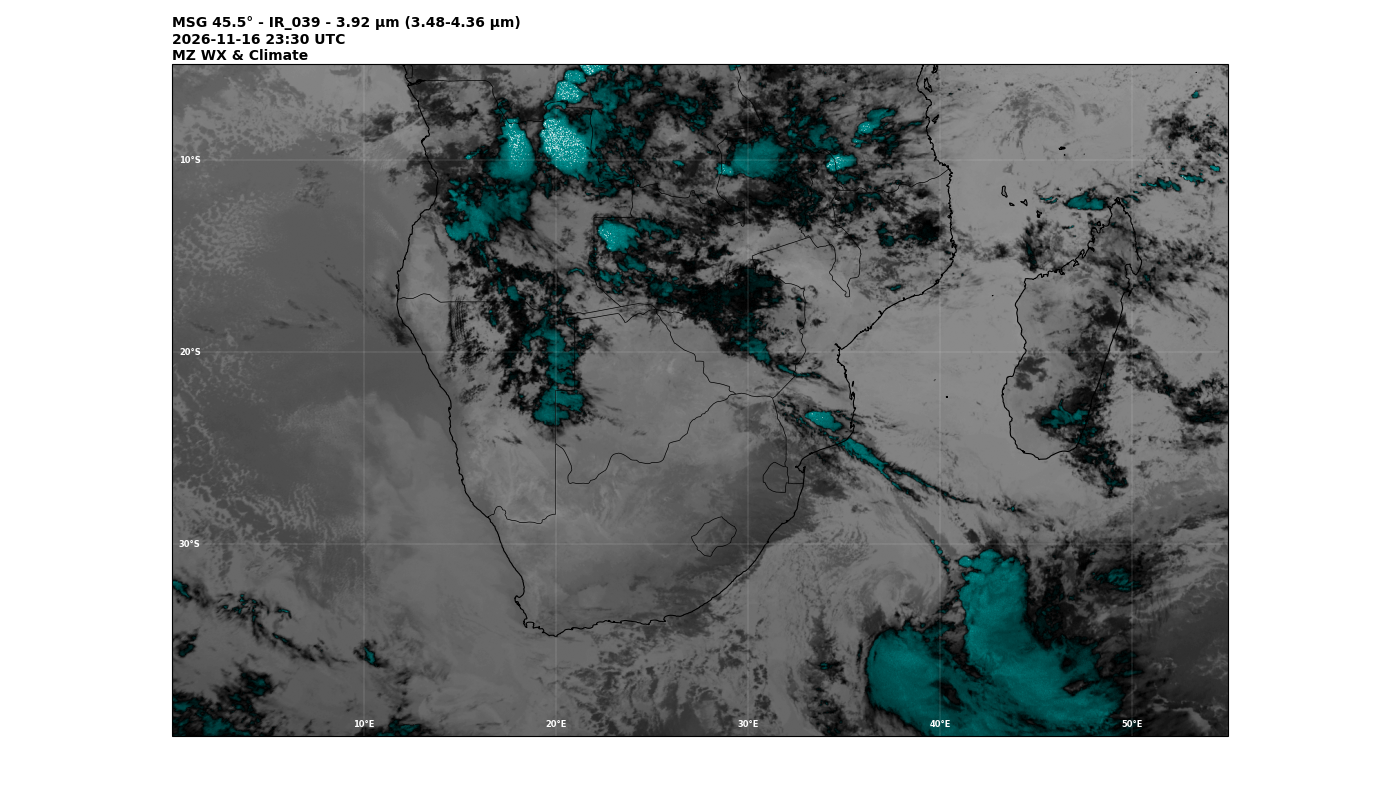 MSG 45.5° - IR_039 - 3.92 μm (3.48-4.36 μm)
2026-11-16 23:30 UTC
MZ WX & Climate
10°S
20°S
30°S
10°E
20°E
30°E
40°E
50°E